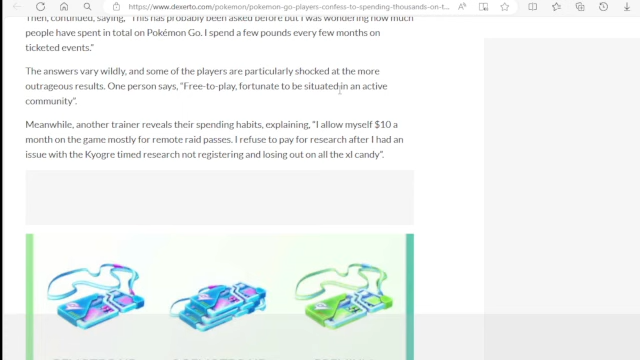 https://www.dexerto.com/pokemon/pokemon-go-players-confess-to-spending-thousands-on-t...
Then, continued, saying, "This has probably been asked before but I was wondering how much
people have spent in total on Pokémon Go. I spend a few pounds every few months on
ticketed events."
The answers vary wildly, and some of the players are particularly shocked at the more
outrageous results. One person says, "Free-to-play, fortunate to be situated in an active
community".
Meanwhile, another trainer reveals their spending habits, explaining, "I allow myself $10 a
month on the game mostly for remote raid passes. I refuse to pay for research after I had an
issue with the Kyogre timed research not registering and losing out on all the xl candy".